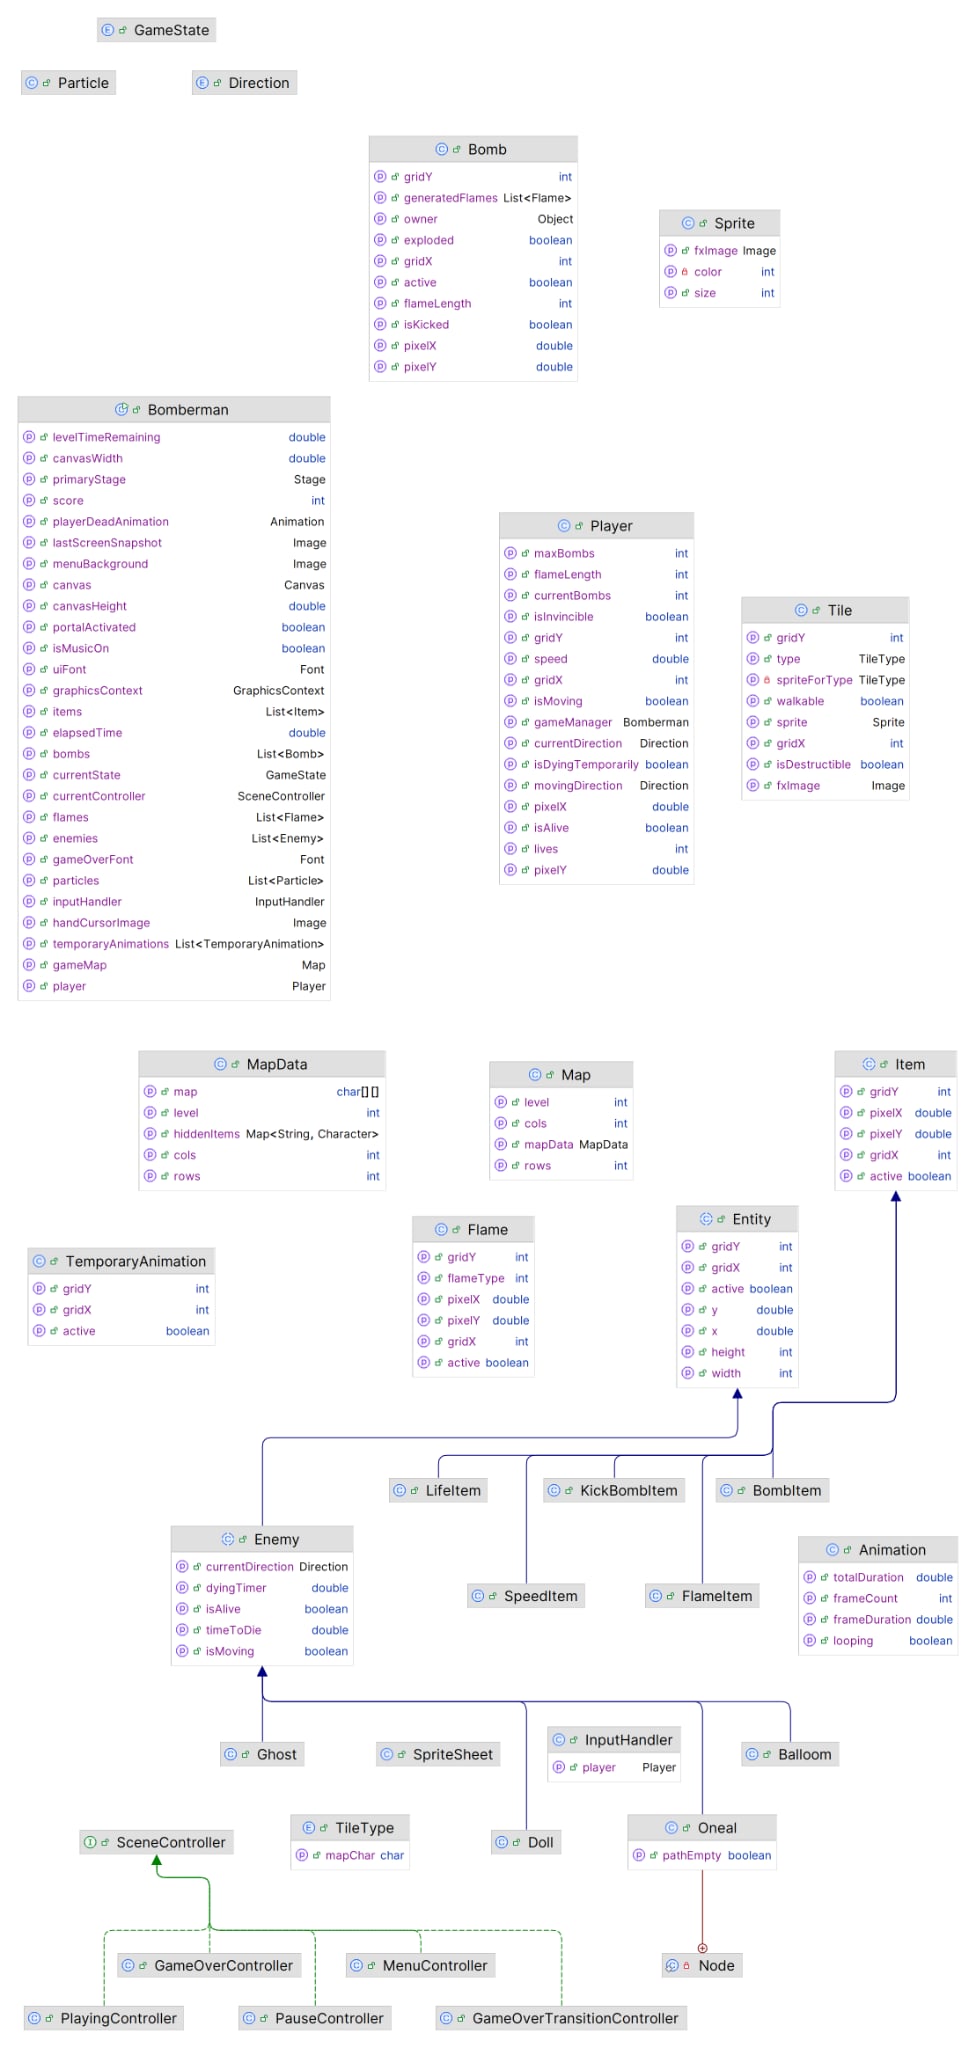 GameState
Particle
Direction
Bomb
gridY int
generatedFlames List<Flame>
owner Object
exploded boolean
gridX int
active boolean
flameLength int
isKicked boolean
pixelX double
pixelY double
Sprite
fxImage Image
color int
size int
Bomberman
levelTimeRemaining double
canvasWidth double
primaryStage Stage
score int
playerDeadAnimation Animation
lastScreenSnapshot Image
menuBackground Image
canvas Canvas
canvasHeight double
portalActivated boolean
isMusicOn boolean
uiFont Font
graphicsContext GraphicsContext
items List<Item>
elapsedTime double
bombs List<Bomb>
currentState GameState
currentController SceneController
flames List<Flame>
enemies List<Enemy>
gameOverFont Font
particles List<Particle>
inputHandler InputHandler
handCursorImage Image
temporaryAnimations List<TemporaryAnimation>
gameMap Map
player Player
Player
maxBombs int
flameLength int
currentBombs int
isInvincible boolean
gridY int
speed double
gridX int
isMoving boolean
gameManager Bomberman
currentDirection Direction
isDyingTemporarily boolean
movingDirection Direction
pixelX double
isAlive boolean
lives int
pixelY double
Tile
gridY int
type TileType
spriteForType TileType
walkable boolean
sprite Sprite
gridX int
isDestructible boolean
fxImage Image
MapData
map char[][]
level int
hiddenItems Map<String, Character>
cols int
rows int
Map
level int
cols int
mapData MapData
rows int
Item
gridY int
pixelX double
pixelY double
gridX int
active boolean
TemporaryAnimation
gridY int
gridX int
active boolean
Flame
gridY int
flameType int
pixelX double
pixelY double
gridX int
active boolean
Entity
gridY int
gridX int
active boolean
y double
x double
height int
width int
LifeItem
KickBombItem
BombItem
Enemy
currentDirection Direction
dyingTimer double
isAlive boolean
timeToDie double
isMoving boolean
SpeedItem
FlameItem
Animation
totalDuration double
frameCount int
frameDuration double
looping boolean
Ghost
SpriteSheet
InputHandler
player Player
Balloom
SceneController
TileType
mapChar char
Doll
Oneal
pathEmpty boolean
GameOverController
MenuController
Node
PlayingController
PauseController
GameOverTransitionController